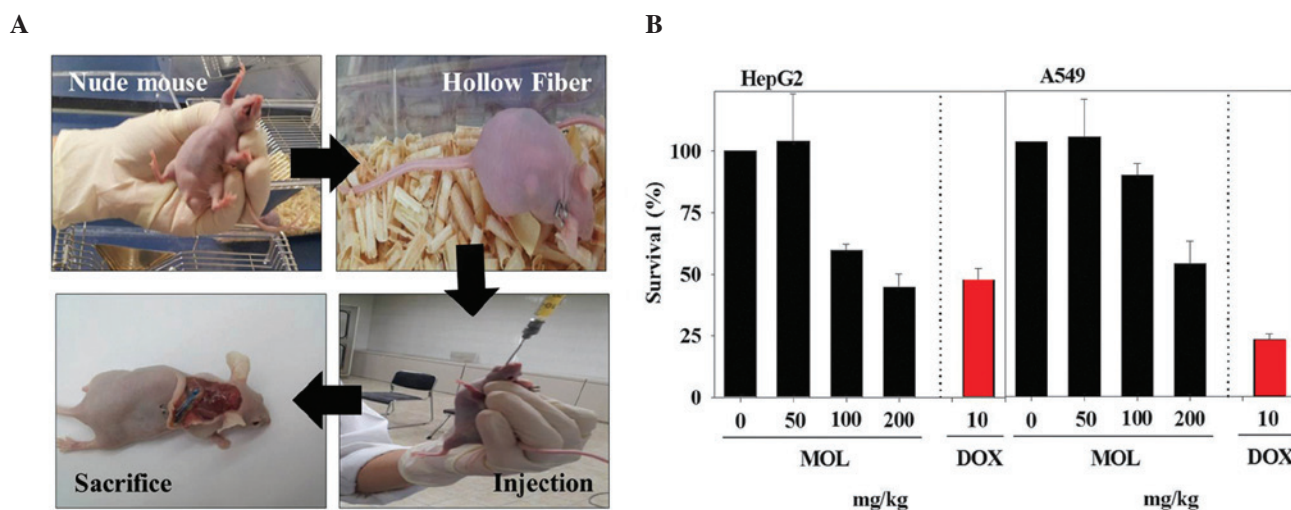 A
Nude mouse
Hollow Fiber
Sacrifice
Injection
B
HepG2
A549
Survival (%)
100
75
50
25
0
0 50 100 200 10 0 50 100 200 10
MOL DOX MOL DOX
mg/kg mg/kg